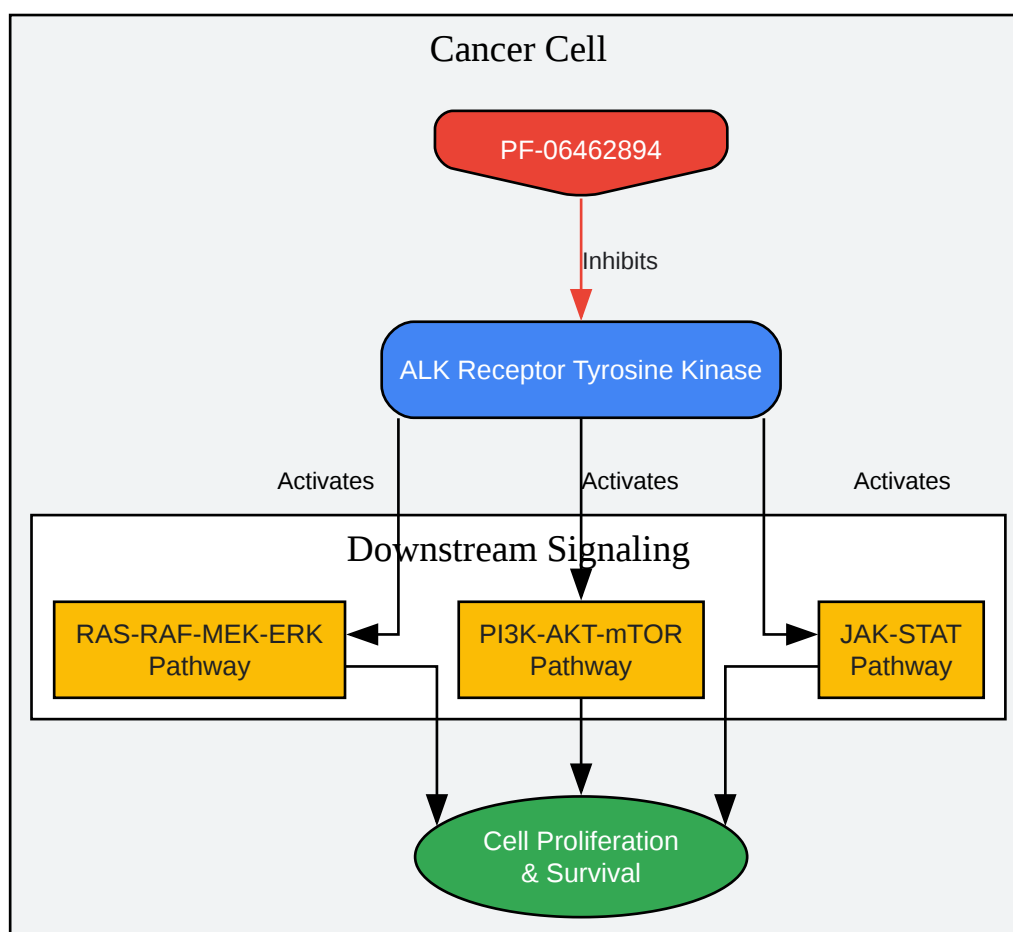 Cancer Cell
PF-06462894
Inhibits
ALK Receptor Tyrosine Kinase
Activates
Activates
Activates
Downstream Signaling
RAS-RAF-MEK-ERK
Pathway
PI3K-AKT-mTOR
Pathway
JAK-STAT
Pathway
Cell Proliferation
& Survival